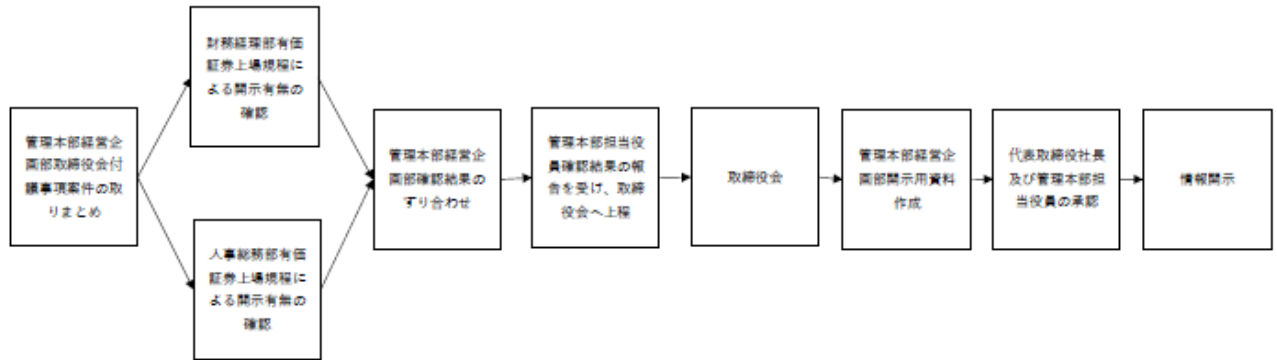 管理本部経営企
画部取締役会付
議事項案件の取
りまとめ
財務経理部有価
証券上場規程に
よる開示有無の
確認
人事総務部有価
証券上場規程に
よる開示有無の
確認
管理本部経営企
画部確認結果の
すり合わせ
管理本部担当役
員確認結果の報
告を受け、取締
役会へ上程
取締役会
管理本部経営企
画部開示用資料
作成
代表取締役社長
及び管理本部担
当役員の承認
情報開示